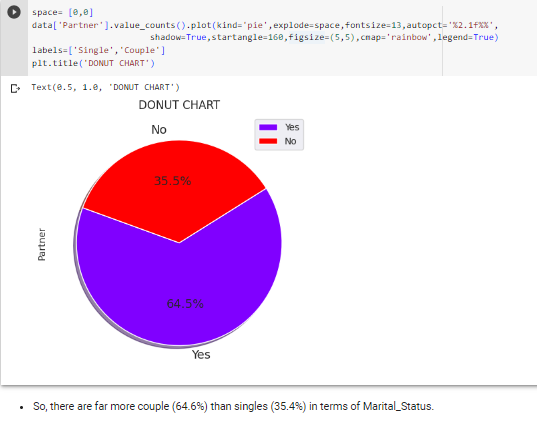 space= [0,0]
data['Partner'].value_counts().plot(kind='pie',explode=space,fontsize=13,autopct='%2.1f%%',
shadow=True,startangle=160,figsize=(5,5),cmap='rainbow',legend=True)
labels=['Single','Couple']
plt.title('DONUT CHART')
Text(0.5, 1.0, 'DONUT CHART')
DONUT CHART
No
Yes
No
35.5%
Partner
64.5%
Yes
So, there are far more couple (64.6%) than singles (35.4%) in terms of Marital_Status.